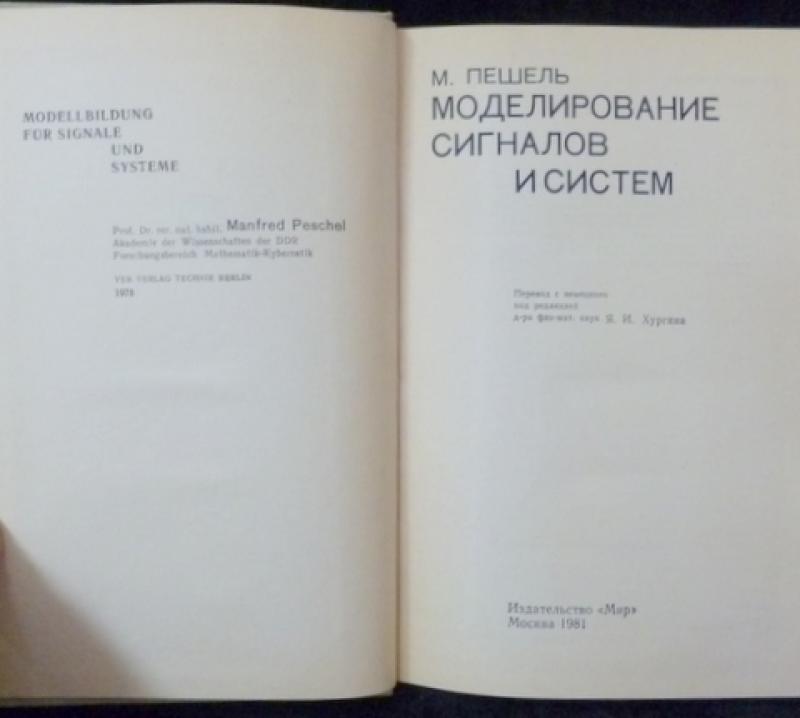 MODELLBILDUNG
FÜR SIGNALE
UND
SYSTEME
Prof. Dr. rer. nat. habil. Manfred Peschel
Akademie der Wissenschaften der DDR
Forschungsbereich Mathematik-Kybernetik
VEB VERLAG TECHNIK BERLIN
1978
М. ПЕШЕЛЬ
МОДЕЛИРОВАНИЕ
СИГНАЛОВ
И СИСТЕМ
Перевод с немецкого
под редакцией
д-ра физ-мат. наук Я. И. Хургина
Издательство «Мир»
Москва 1981